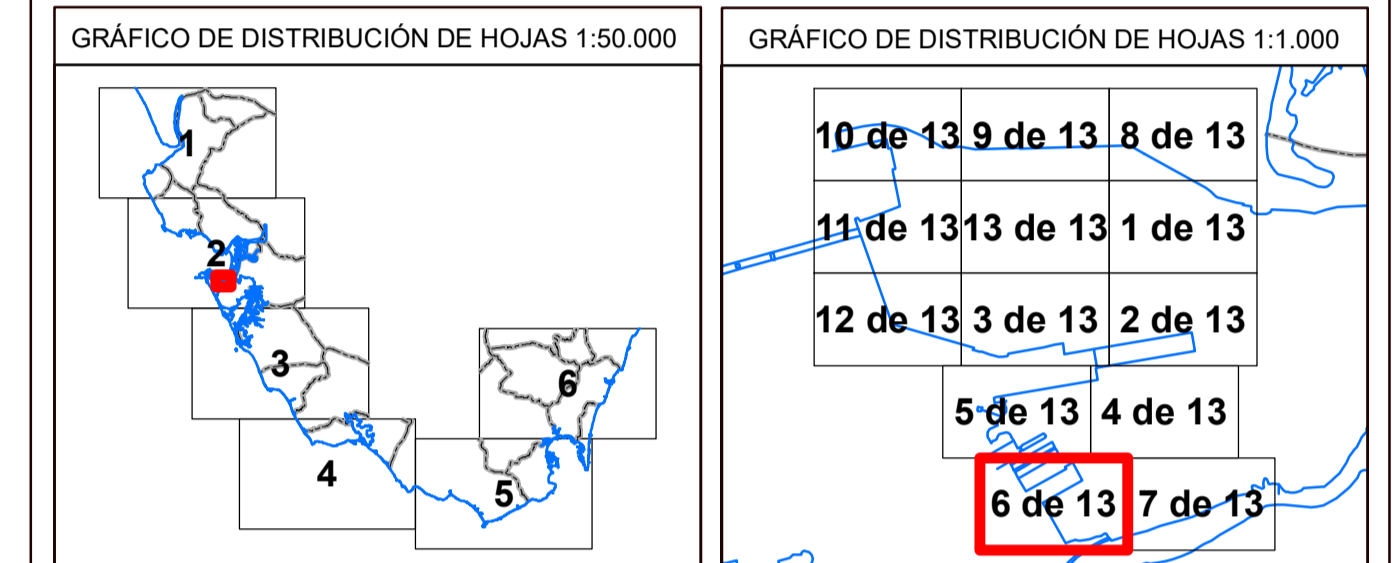 GRÁFICO DE DISTRIBUCIÓN DE HOJAS 1:50.000
1
2
3
6
4
5
GRÁFICO DE DISTRIBUCIÓN DE HOJAS 1:1.000
10 de 13 9 de 13 8 de 13
11 de 13 13 de 13 1 de 13
12 de 13 3 de 13 2 de 13
5 de 13 4 de 13
6 de 13 7 de 13